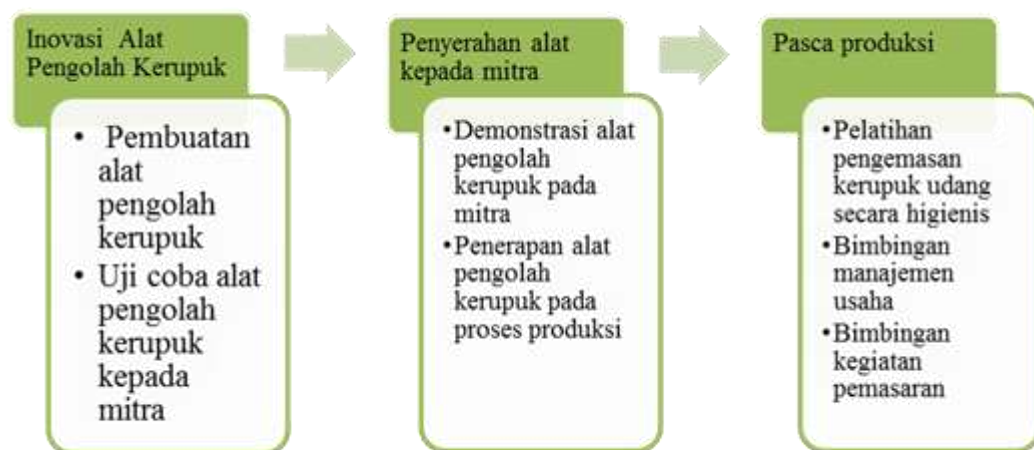 Inovasi Alat
Pengolah Kerupuk
• Pembuatan
alat
pengolah
kerupuk
• Uji coba alat
pengolah
kerupuk
kepada
mitra
Penyerahan alat
kepada mitra
•Demonstrasi alat
pengolah
kerupuk pada
mitra
•Penerapan alat
pengolah
kerupuk pada
proses produksi
Pasca produksi
•Pelatihan
pengemasan
kerupuk udang
secara higienis
•Bimbingan
manajemen
usaha
•Bimbingan
kegiatan
pemasaran